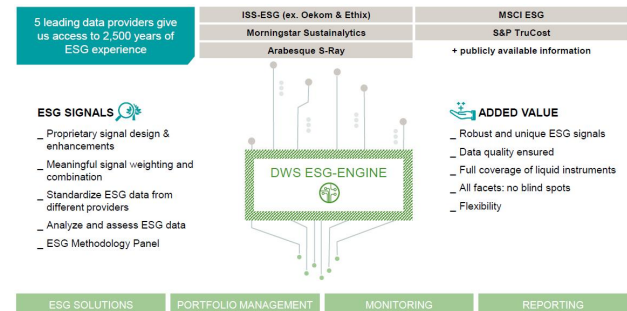 5 leading data providers give
us access to 2,500 years of
ESG experience
ISS-ESG (ex. Oekom & Ethix)
MSCI ESG
Morningstar Sustainalytics
S&P TruCost
Arabesque S-Ray
+ publicly available information
ESG SIGNALS
_ Proprietary signal design &
enhancements
_ Meaningful signal weighting and
combination
_ Standardize ESG data from
different providers
_ Analyze and assess ESG data
_ ESG Methodology Panel
DWS ESG-ENGINE
ADDED VALUE
_ Robust and unique ESG signals
_ Data quality ensured
_ Full coverage of liquid instruments
_ All facets: no blind spots
_ Flexibility
ESG SOLUTIONS
PORTFOLIO MANAGEMENT
MONITORING
REPORTING